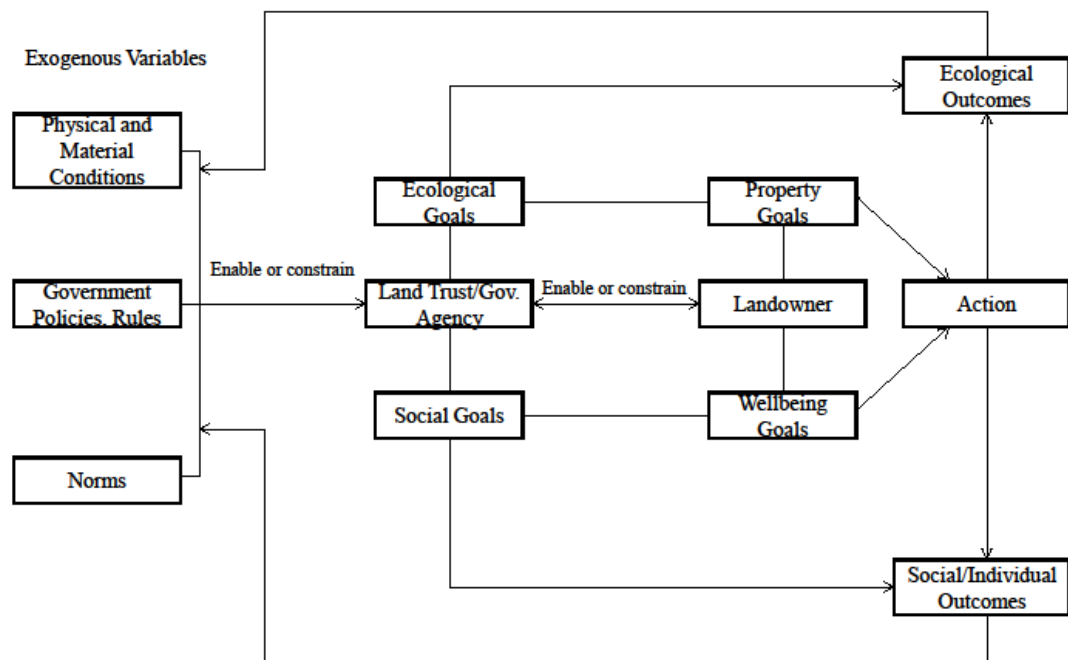 Exogenous Variables
Ecological
Outcomes
Physical and
Material
Conditions
Ecological
Goals
Property
Goals
Enable or constrain
Government
Policies, Rules
Land Trust/Gov.
Agency
Enable or constrain
Landowner
Action
Social Goals
Wellbeing
Goals
Norms
Social/Individual
Outcomes